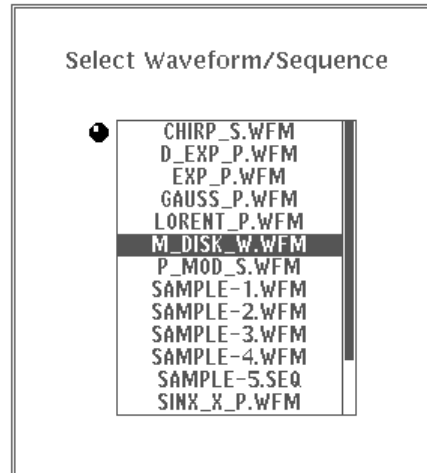 Select Waveform/Sequence
CHIRP_S.WFM
D_EXP_P.WFM
EXP_P.WFM
GAUSS_P.WFM
LORENT_P.WFM
M_DISK_W.WFM
P_MOD_S.WFM
SAMPLE-1.WFM
SAMPLE-2.WFM
SAMPLE-3.WFM
SAMPLE-4.WFM
SAMPLE-5.SEQ
SINX_X_P.WFM